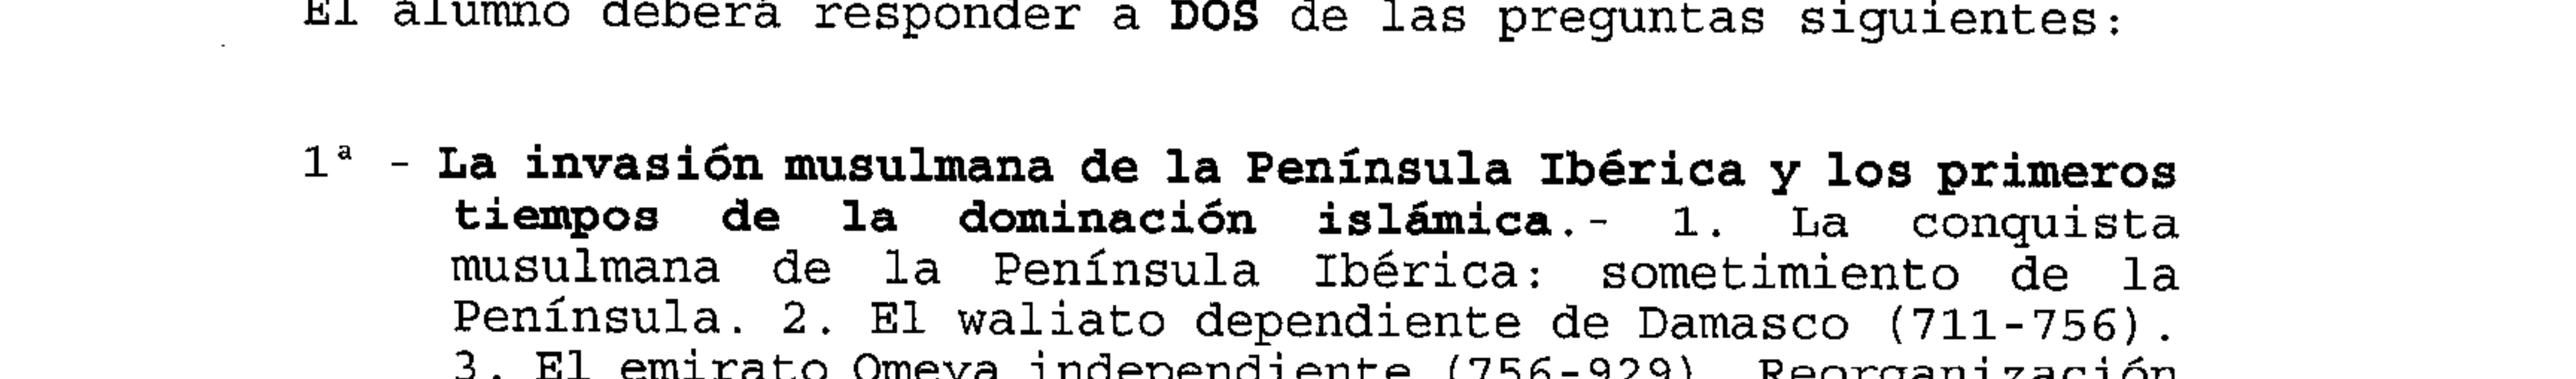 El alumno deberá responder a DOS de las preguntas siguientes:
1ª - La invasión musulmana de la Península Ibérica y los primeros
tiempos de la dominación islámica.- 1. La conquista
musulmana de la Península Ibérica: sometimiento de la
Península. 2. El waliato dependiente de Damasco (711-756).
3. El emirato Omeya independiente (756-929). Reorganización